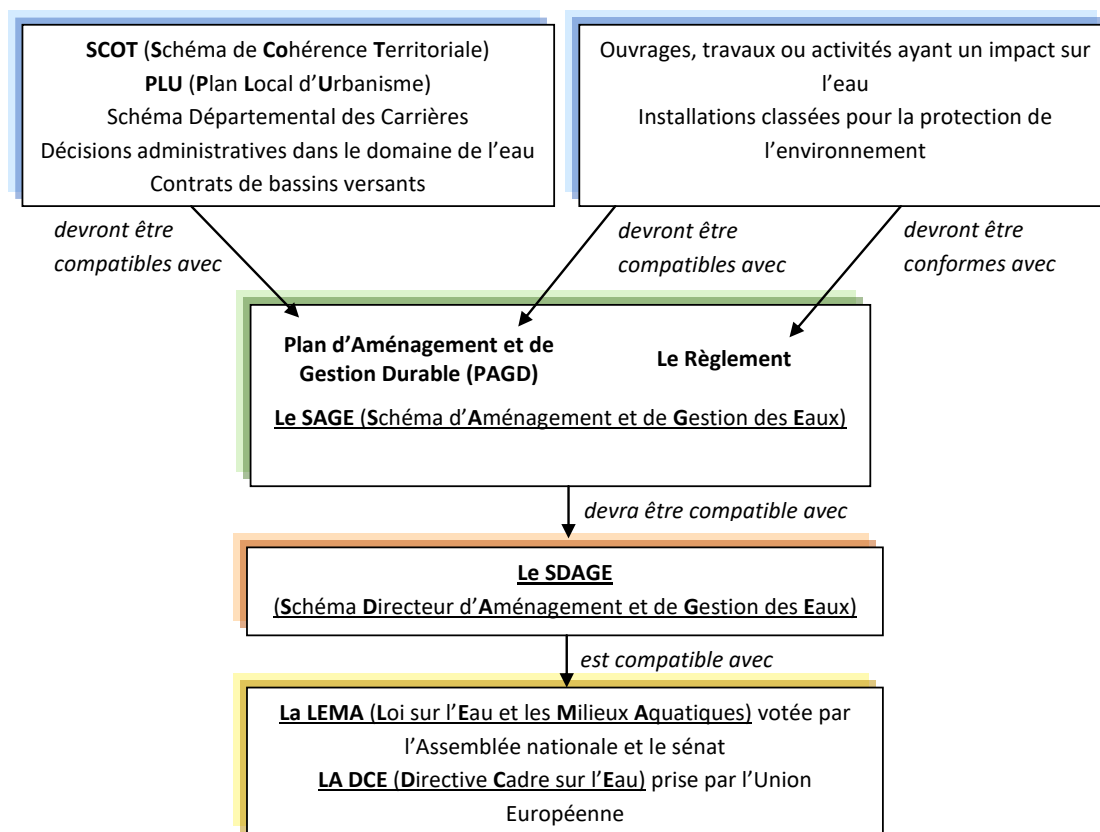 SCOT (Schéma de Cohérence Territoriale)
PLU (Plan Local d’Urbanisme)
Schéma Départemental des Carrières
Décisions administratives dans le domaine de l’eau
Contrats de bassins versants
Ouvrages, travaux ou activités ayant un impact sur
l’eau
Installations classées pour la protection de
l’environnement
devront être
compatibles avec
devront être
compatibles avec
devront être
conformes avec
Plan d’Aménagement et de
Gestion Durable (PAGD)
Le Règlement
Le SAGE (Schéma d’Aménagement et de Gestion des Eaux)
devra être compatible avec
Le SDAGE
(Schéma Directeur d’Aménagement et de Gestion des Eaux)
est compatible avec
La LEMA (Loi sur l’Eau et les Milieux Aquatiques) votée par
l’Assemblée nationale et le sénat
LA DCE (Directive Cadre sur l’Eau) prise par l’Union
Européenne